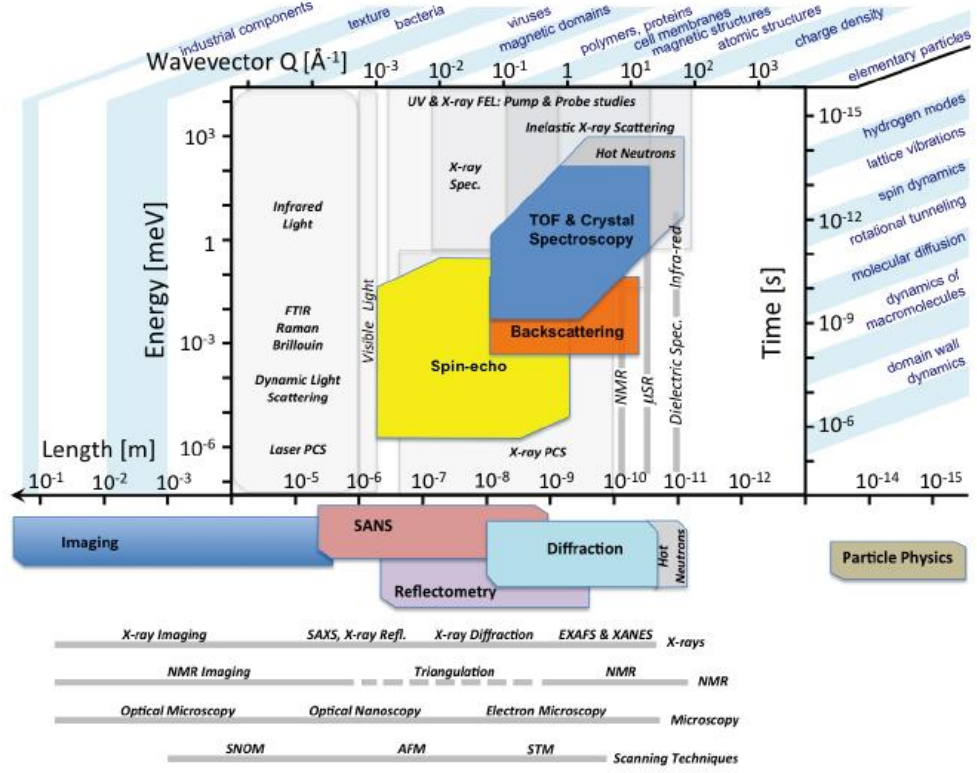 industrial components
texture
bacteria
viruses
magnetic domains
polymers, proteins
cell membranes
magnetic structures
atomic structures
charge density
elementary particles
Wavevector Q [Å⁻¹]
10⁻³ 10⁻² 10⁻¹ 1 10¹ 10² 10³
UV & X-ray FEL: Pump & Probe studies
Inelastic X-ray Scattering
Hot Neutrons
X-ray
Spec.
TOF & Crystal
Spectroscopy
Infrared
Light
FTIR
Raman
Brillouin
Dynamic Light
Scattering
Laser PCS
Visible Light
Spin-echo
Backscattering
X-ray PCS
NMR
µSR
Dielectric Spec.
Infra-red
Energy [meV]
10³
1
10⁻³
10⁻⁶
Time [s]
10⁻¹⁵
10⁻¹²
10⁻⁹
10⁻⁶
hydrogen modes
lattice vibrations
spin dynamics
rotational tunneling
molecular diffusion
dynamics of
macromolecules
domain wall
dynamics
Length [m]
10⁻¹ 10⁻² 10⁻³ 10⁻⁵ 10⁻⁶ 10⁻⁷ 10⁻⁸ 10⁻⁹ 10⁻¹⁰ 10⁻¹¹ 10⁻¹² 10⁻¹⁴ 10⁻¹⁵
Imaging
SANS
Diffraction
Hot
Neutrons
Reflectometry
Particle Physics
X-ray Imaging SAXS, X-ray Refl. X-ray Diffraction EXAFS & XANES X-rays
NMR Imaging Triangulation NMR NMR
Optical Microscopy Optical Nanoscopy Electron Microscopy Microscopy
SNOM AFM STM Scanning Techniques